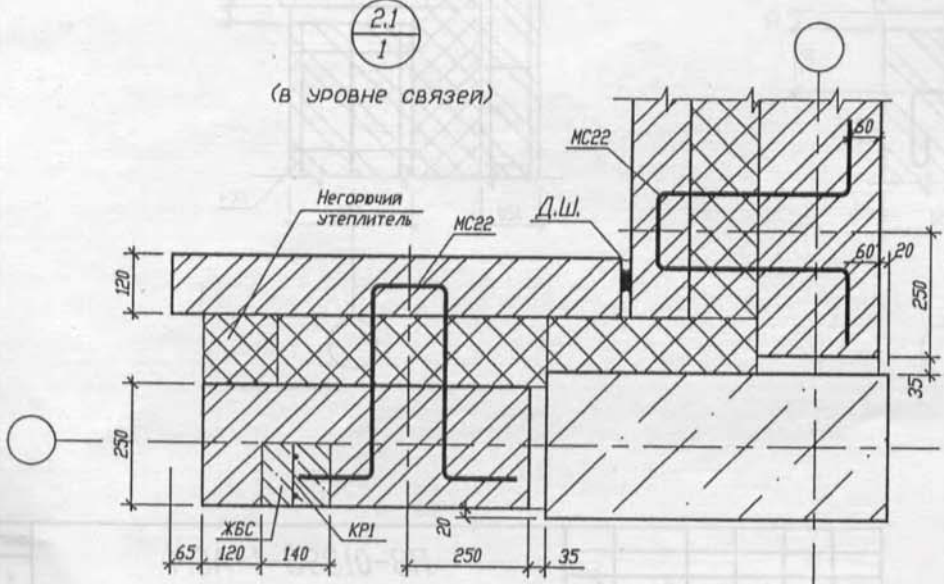 2.1
1
(в уровне связей)
МС22
60
Негорючий
утеплитель
МС22
Д.Ш.
60
20
120
250
35
250
ЖБС
КР1
20
65
120
140
250
35